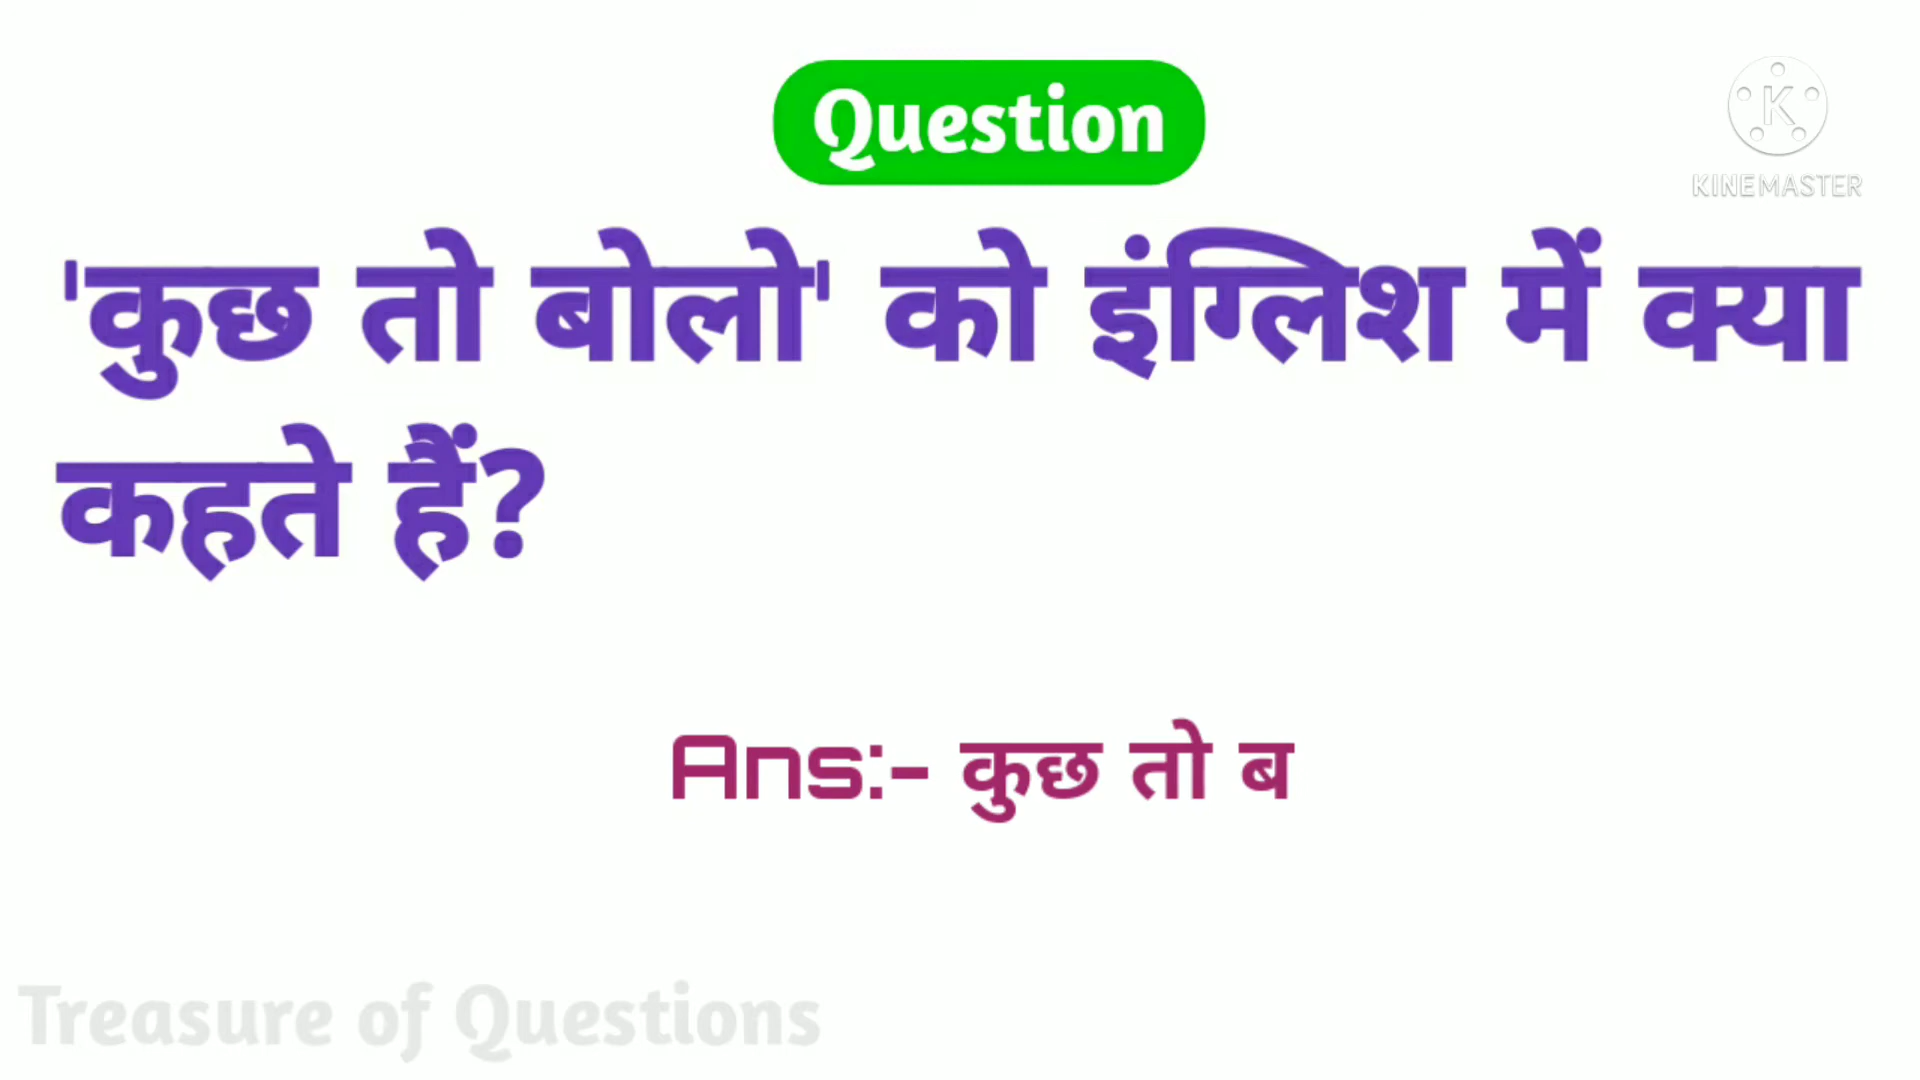 Question
KINEMASTER
'कुछ तो बोलो' को इंग्लिश में क्या
कहते हैं?
Ans:- कुछ तो ब
Treasure of Questions